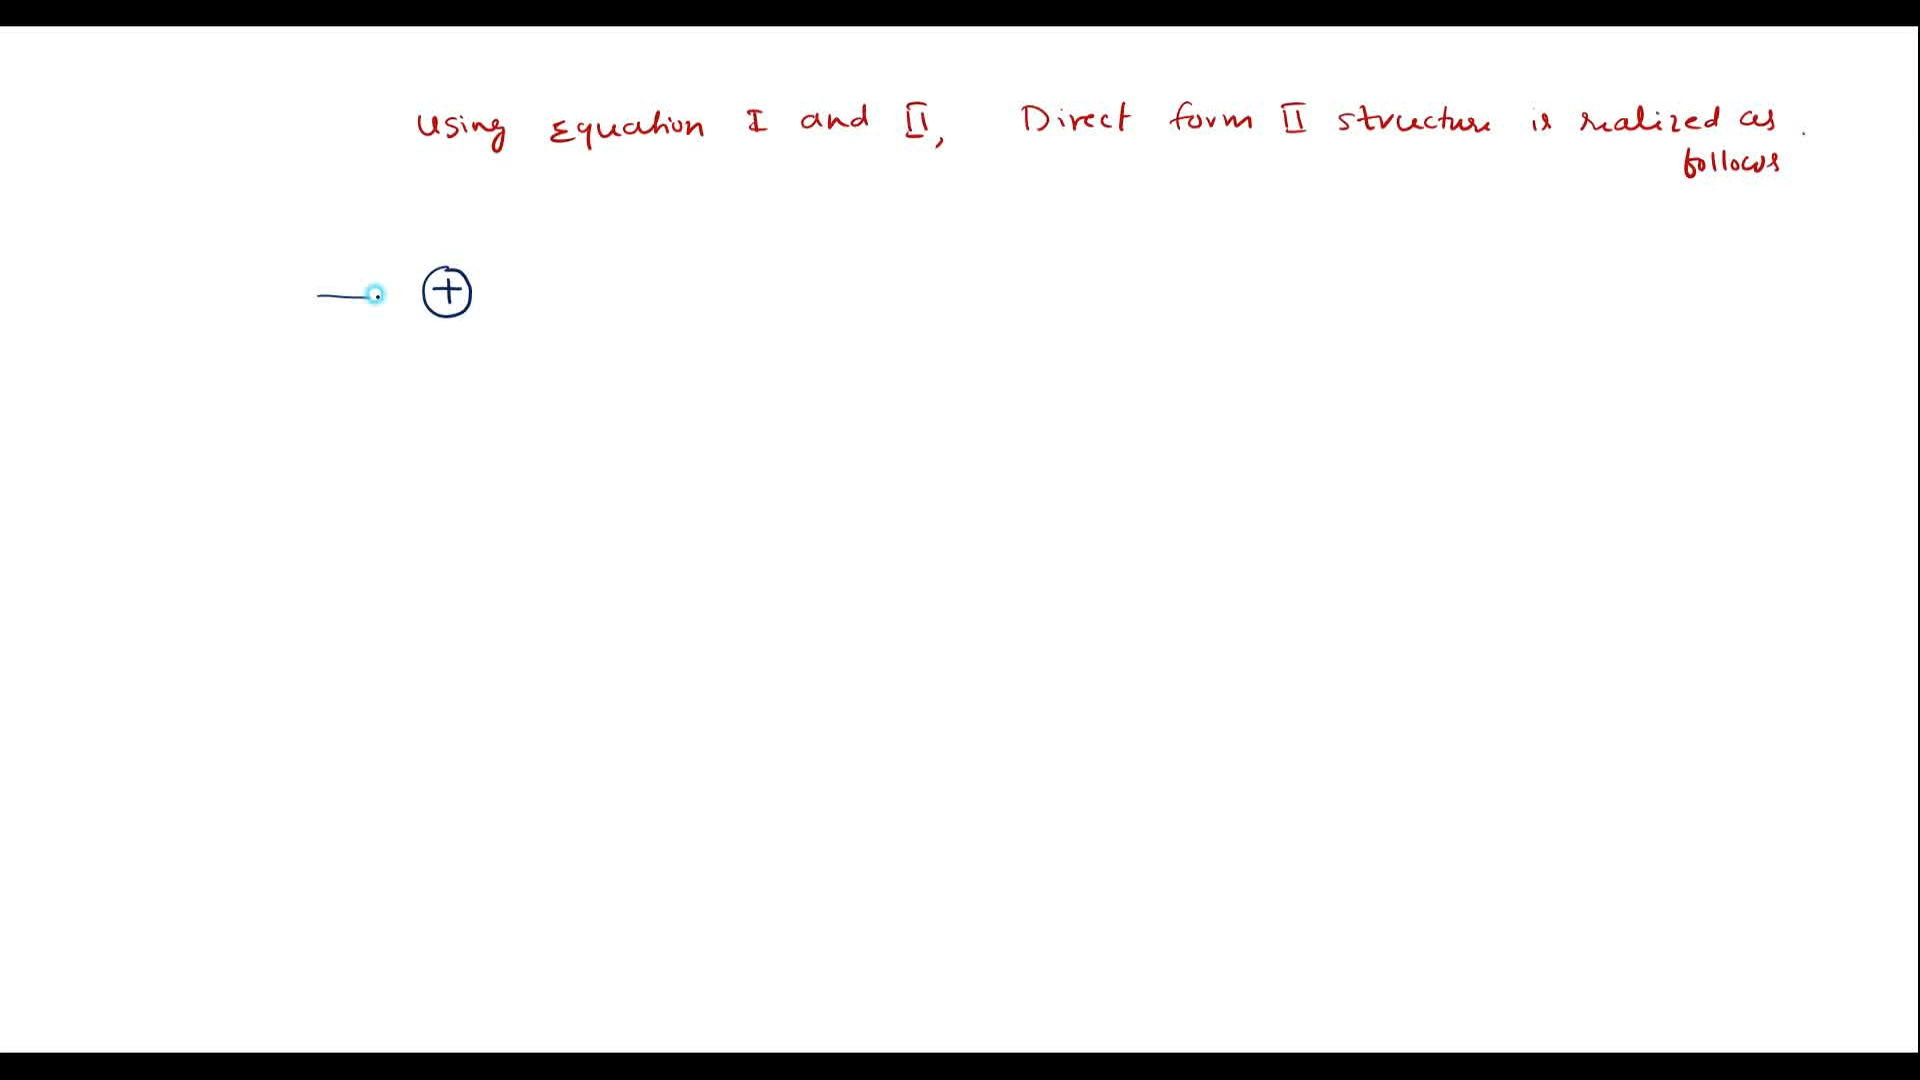 Using Equation I and II, Direct form II structure is realized as
follows
+